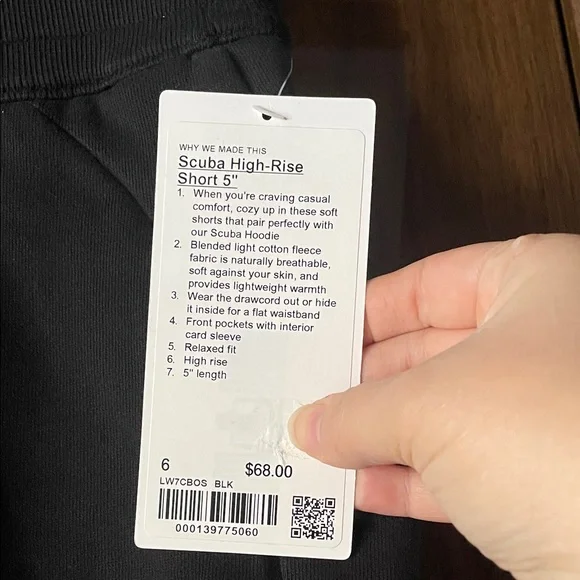 WHY WE MADE THIS
Scuba High-Rise
Short 5"
1. When you're craving casual
comfort, cozy up in these soft
shorts that pair perfectly with
our Scuba Hoodie
2. Blended light cotton fleece
fabric is naturally breathable,
soft against your skin, and
provides lightweight warmth
3. Wear the drawcord out or hide
it inside for a flat waistband
4. Front pockets with interior
card sleeve
5. Relaxed fit
6. High rise
7. 5" length
6 $68.00
LW7CBOS BLK
000139775060